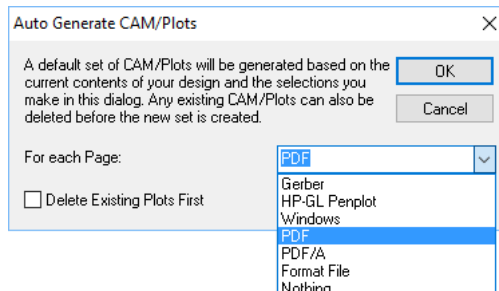 Auto Generate CAM/Plots
A default set of CAM/Plots will be generated based on the
current contents of your design and the selections you
make in this dialog. Any existing CAM/Plots can also be
deleted before the new set is created.
OK
Cancel
For each Page:
PDF
Delete Existing Plots First
Gerber
HP-GL Penplot
Windows
PDF
PDF/A
Format File
Nothing